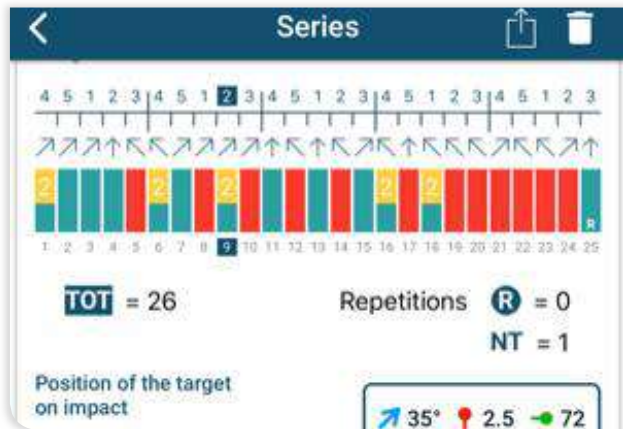 Series
4 5 1 2 3 4 5 1 2 3 4 5 1 2 3 4 5 1 2 3 4 5 1 2 3
2 2 2 2 2
R
1 2 3 4 5 6 7 8 9 10 11 12 13 14 15 16 17 18 19 20 21 22 23 24 25
TOT = 26 Repetitions R = 0
NT = 1
Position of the target
on impact
35° 2.5 72